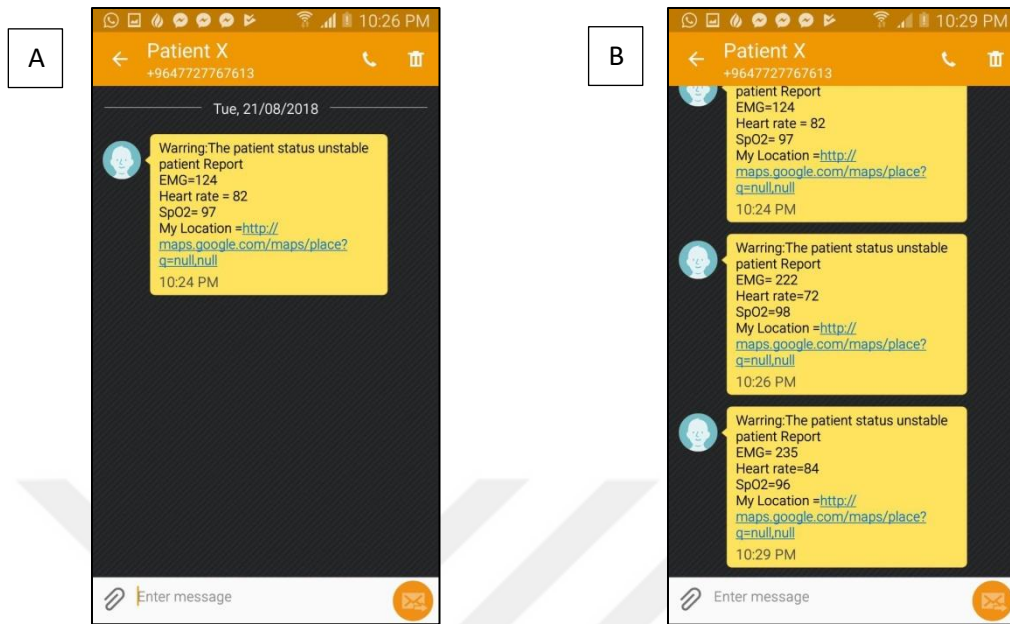 A
10:26 PM
Patient X
+9647727767613
Tue, 21/08/2018
Warring:The patient status unstable
patient Report
EMG=124
Heart rate = 82
SpO2= 97
My Location =http://
maps.google.com/maps/place?
q=null,null
10:24 PM
Enter message
B
10:29 PM
Patient X
+9647727767613
patient Report
EMG=124
Heart rate = 82
SpO2= 97
My Location =http://
maps.google.com/maps/place?
q=null,null
10:24 PM
Warring:The patient status unstable
patient Report
EMG= 222
Heart rate=72
SpO2=98
My Location =http://
maps.google.com/maps/place?
q=null,null
10:26 PM
Warring:The patient status unstable
patient Report
EMG= 235
Heart rate=84
SpO2=96
My Location =http://
maps.google.com/maps/place?
q=null,null
10:29 PM
Enter message